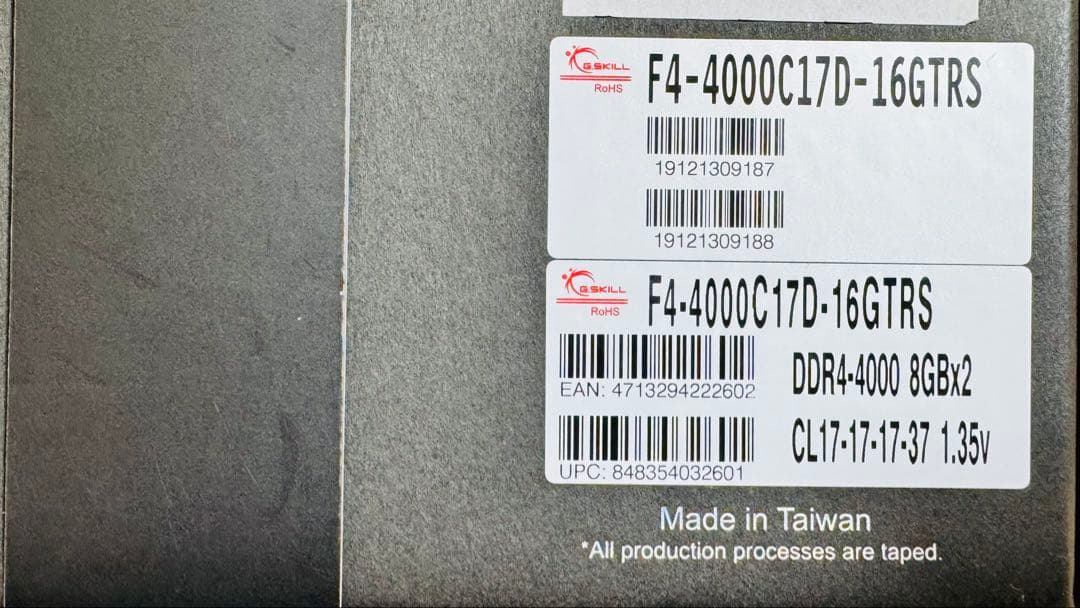 G.SKILL
RoHS
F4-4000C17D-16GTRS
19121309187
19121309188
G.SKILL
RoHS
F4-4000C17D-16GTRS
EAN: 4713294222602
DDR4-4000 8GBx2
UPC: 848354032601
CL17-17-17-37 1.35v
Made in Taiwan
*All production processes are taped.